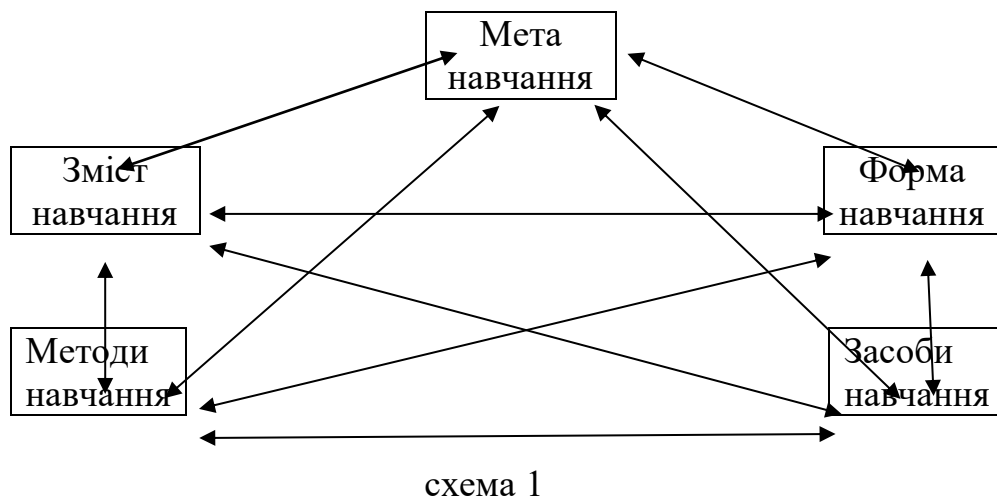 Мета
навчання
Зміст
навчання
Форма
навчання
Методи
навчання
Засоби
навчання
схема 1